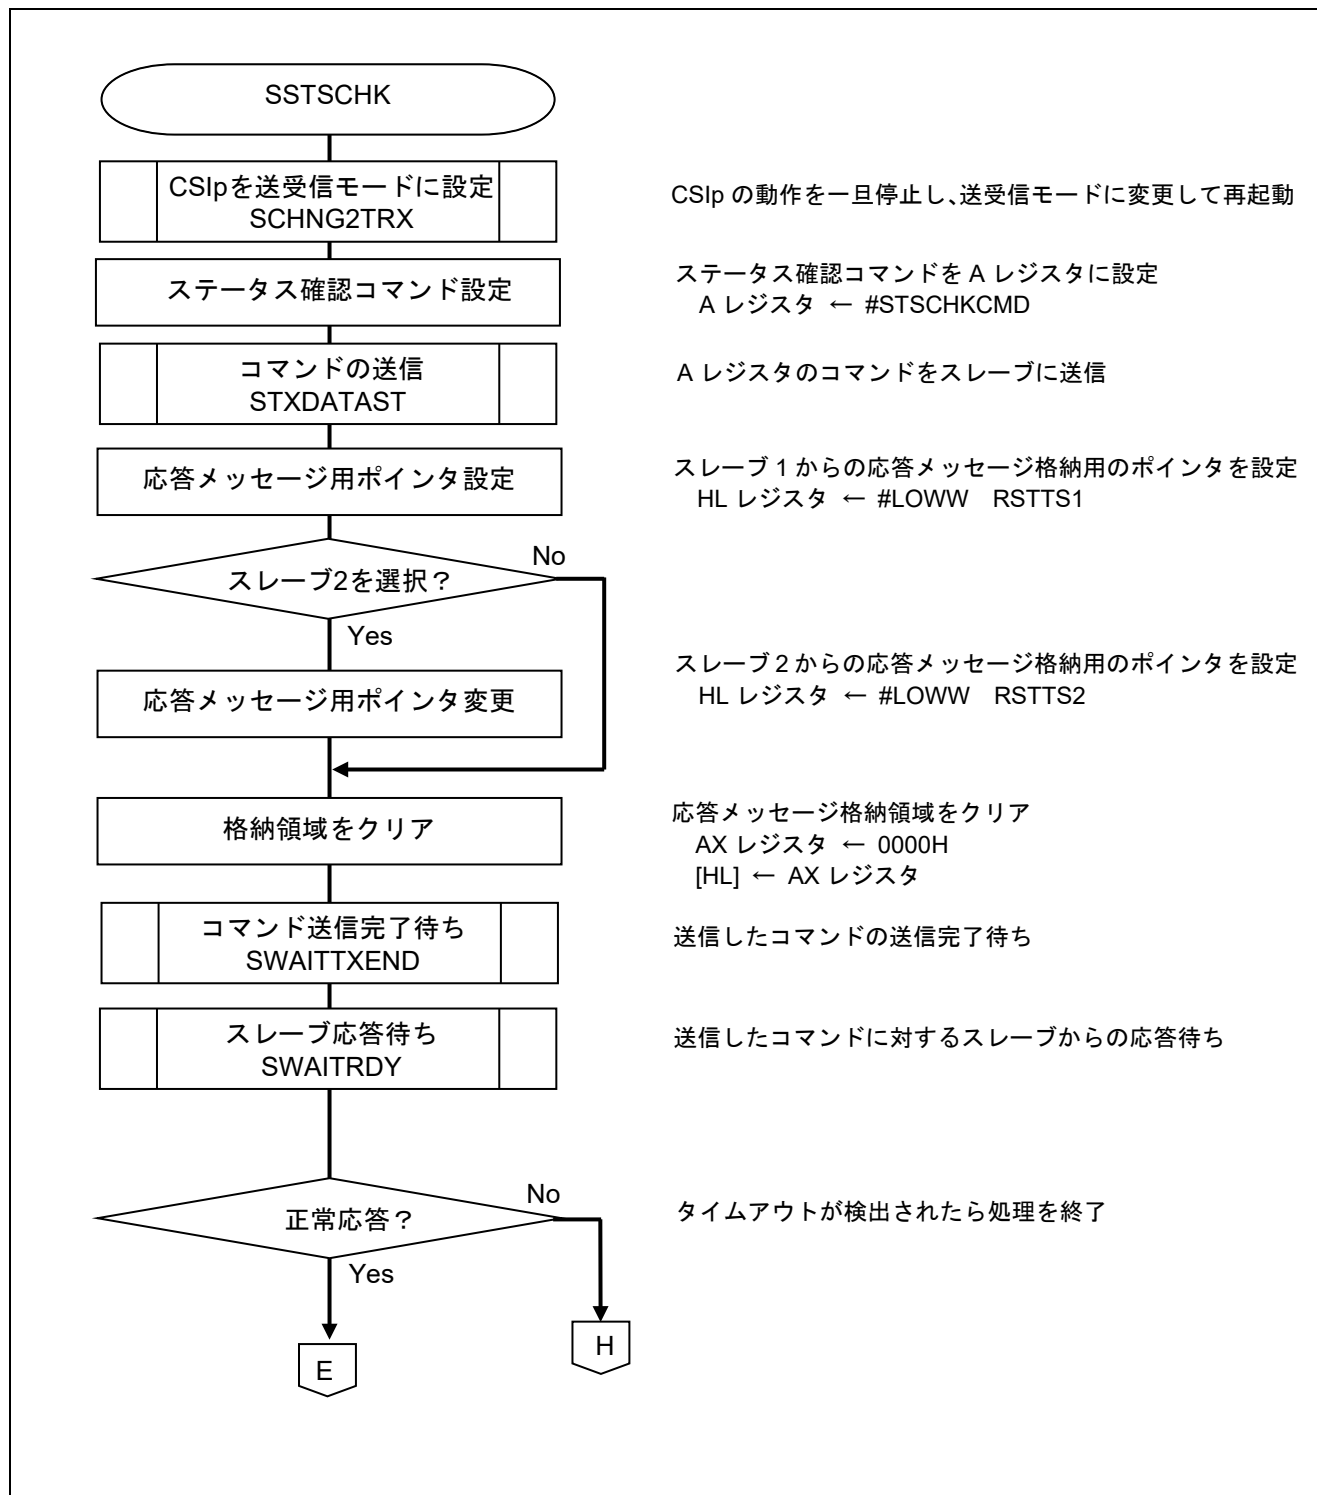 SSTSCHK
CSIpを送受信モードに設定
SCHNG2TRX
CSIp の動作を一旦停止し、送受信モードに変更して再起動
ステータス確認コマンド設定
ステータス確認コマンドを A レジスタに設定
A レジスタ ← #STSCHKCMD
コマンドの送信
STXDATAST
A レジスタのコマンドをスレーブに送信
応答メッセージ用ポインタ設定
スレーブ 1 からの応答メッセージ格納用のポインタを設定
HL レジスタ ← #LOWW RSTTS1
スレーブ2を選択？
No
Yes
応答メッセージ用ポインタ変更
スレーブ 2 からの応答メッセージ格納用のポインタを設定
HL レジスタ ← #LOWW RSTTS2
格納領域をクリア
応答メッセージ格納領域をクリア
AX レジスタ ← 0000H
[HL] ← AX レジスタ
コマンド送信完了待ち
SWAITTXEND
送信したコマンドの送信完了待ち
スレーブ応答待ち
SWAITRDY
送信したコマンドに対するスレーブからの応答待ち
正常応答？
No
タイムアウトが検出されたら処理を終了
Yes
H
E